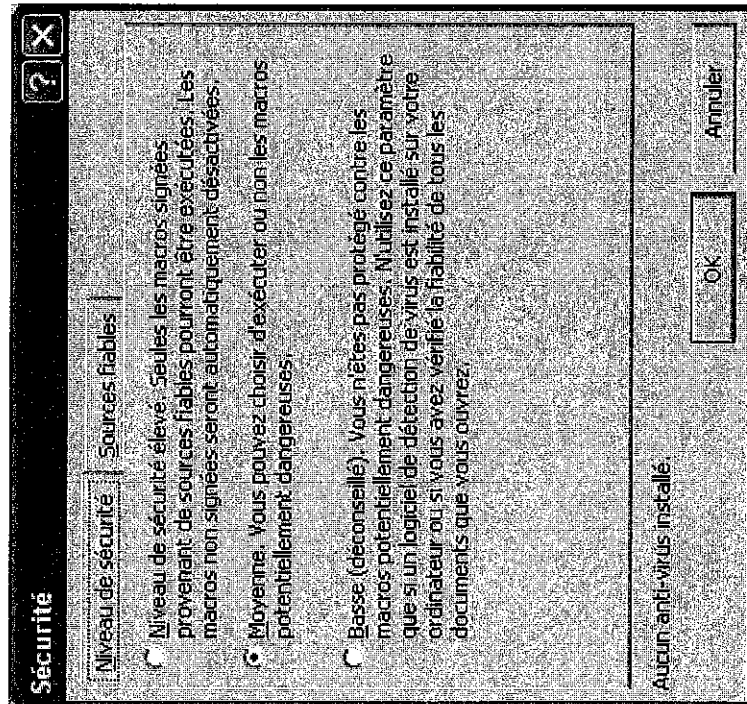 Sécurité
Niveau de sécurité
Sources fiables
Niveau de sécurité élevé. Seules les macros signées
provenant de sources fiables pourront être exécutées. Les
macros non signées seront automatiquement désactivées.
Moyenne. Vous pouvez choisir d'exécuter ou non les macros
potentiellement dangereuses.
Basse (déconseillé). Vous n'êtes pas protégé contre les
macros potentiellement dangereuses. N'utilisez ce paramètre
que si un logiciel de détection de virus est installé sur votre
ordinateur ou si vous avez vérifié la fiabilité de tous les
documents que vous ouvrez.
Aucun anti-virus installé.
OK
Annuler